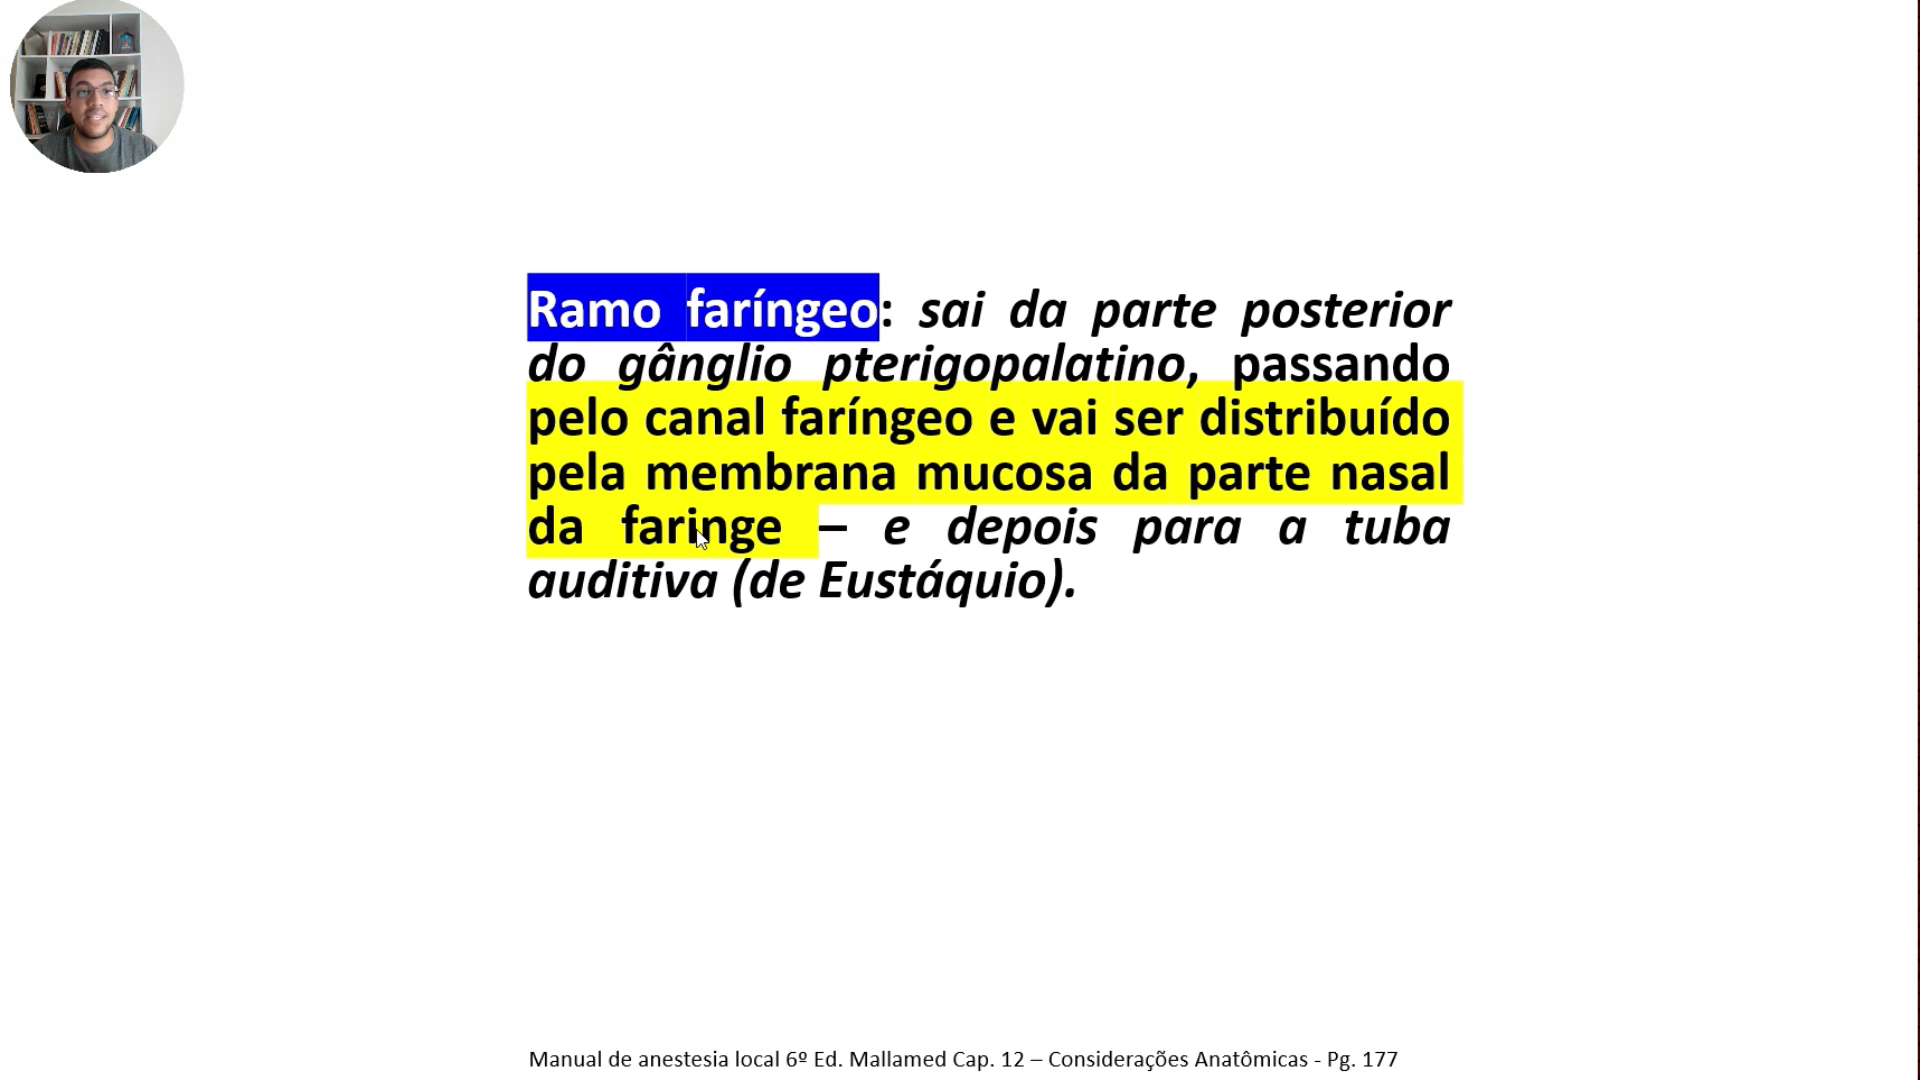 Ramo faríngeo: sai da parte posterior
do gânglio pterigopalatino, passando
pelo canal faríngeo e vai ser distribuído
pela membrana mucosa da parte nasal
da faringe – e depois para a tuba
auditiva (de Eustáquio).
Manual de anestesia local 6º Ed. Mallamed Cap. 12 – Considerações Anatômicas - Pg. 177